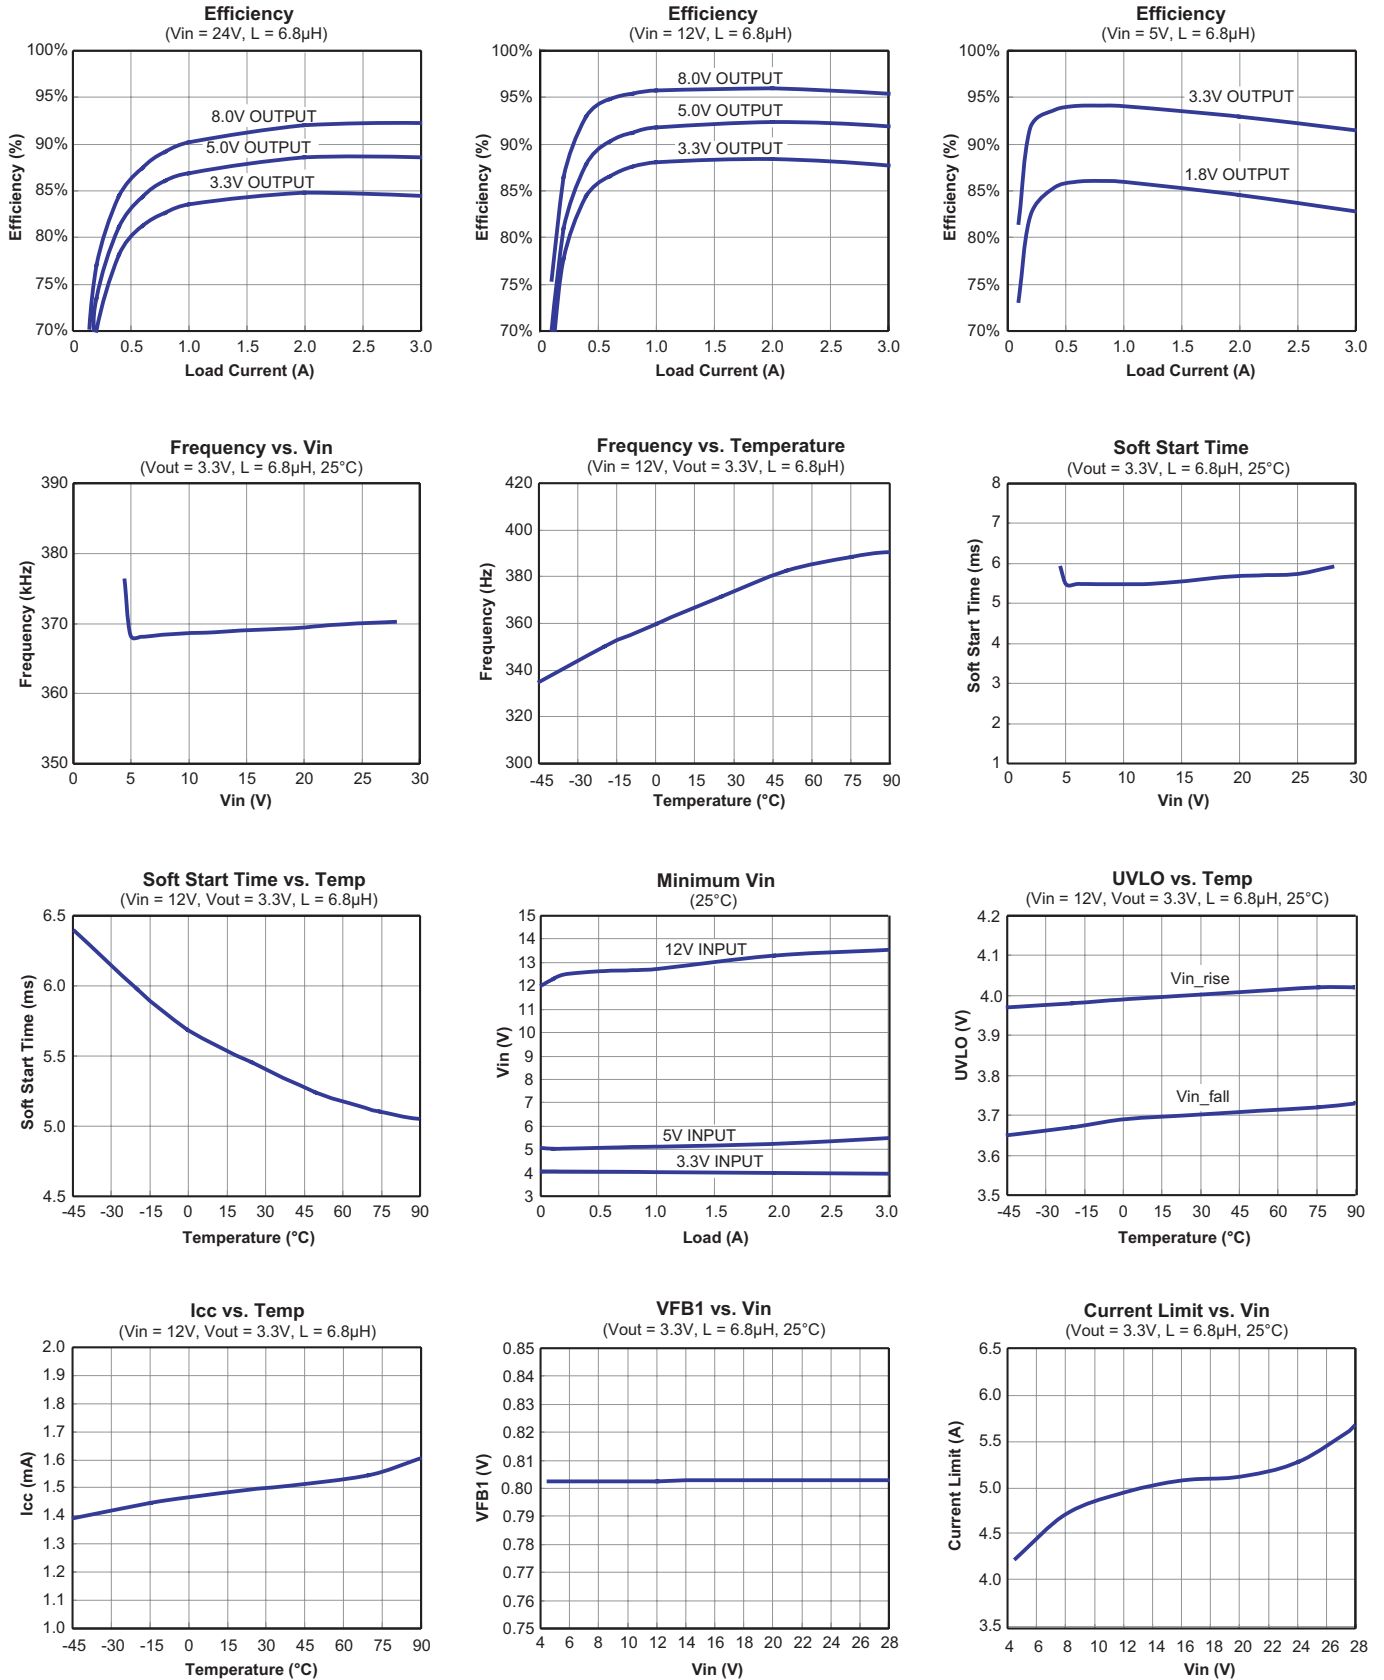 Efficiency
(Vin = 24V, L = 6.8µH)
100%
95%
90%
85%
80%
75%
70%
Efficiency (%)
8.0V OUTPUT
5.0V OUTPUT
3.3V OUTPUT
0 0.5 1.0 1.5 2.0 2.5 3.0
Load Current (A)
Efficiency
(Vin = 12V, L = 6.8µH)
100%
95%
90%
85%
80%
75%
70%
Efficiency (%)
8.0V OUTPUT
5.0V OUTPUT
3.3V OUTPUT
0 0.5 1.0 1.5 2.0 2.5 3.0
Load Current (A)
Efficiency
(Vin = 5V, L = 6.8µH)
100%
95%
90%
85%
80%
75%
70%
Efficiency (%)
3.3V OUTPUT
1.8V OUTPUT
0 0.5 1.0 1.5 2.0 2.5 3.0
Load Current (A)
Frequency vs. Vin
(Vout = 3.3V, L = 6.8µH, 25°C)
390
380
370
360
350
Frequency (kHz)
0 5 10 15 20 25 30
Vin (V)
Frequency vs. Temperature
(Vin = 12V, Vout = 3.3V, L = 6.8µH)
420
400
380
360
340
320
300
Frequency (Hz)
-45 -30 -15 0 15 30 45 60 75 90
Temperature (°C)
Soft Start Time
(Vout = 3.3V, L = 6.8µH, 25°C)
8
7
6
5
4
3
2
1
Soft Start Time (ms)
0 5 10 15 20 25 30
Vin (V)
Soft Start Time vs. Temp
(Vin = 12V, Vout = 3.3V, L = 6.8µH)
6.5
6.0
5.5
5.0
4.5
Soft Start Time (ms)
-45 -30 -15 0 15 30 45 60 75 90
Temperature (°C)
Minimum Vin
(25°C)
15
14
13
12
11
10
9
8
7
6
5
4
3
Vin (V)
12V INPUT
5V INPUT
3.3V INPUT
0 0.5 1.0 1.5 2.0 2.5 3.0
Load (A)
UVLO vs. Temp
(Vin = 12V, Vout = 3.3V, L = 6.8µH, 25°C)
4.2
4.1
4.0
3.9
3.8
3.7
3.6
3.5
UVLO (V)
Vin_rise
Vin_fall
-45 -30 -15 0 15 30 45 60 75 90
Temperature (°C)
Icc vs. Temp
(Vin = 12V, Vout = 3.3V, L = 6.8µH)
2.0
1.9
1.8
1.7
1.6
1.5
1.4
1.3
1.2
1.1
1.0
Icc (mA)
-45 -30 -15 0 15 30 45 60 75 90
Temperature (°C)
VFB1 vs. Vin
(Vout = 3.3V, L = 6.8µH, 25°C)
0.85
0.84
0.83
0.82
0.81
0.80
0.79
0.78
0.77
0.76
0.75
VFB1 (V)
4 6 8 10 12 14 16 18 20 22 24 26 28
Vin (V)
Current Limit vs. Vin
(Vout = 3.3V, L = 6.8µH, 25°C)
6.5
6.0
5.5
5.0
4.5
4.0
3.5
Current Limit (A)
4 6 8 10 12 14 16 18 20 22 24 26 28
Vin (V)